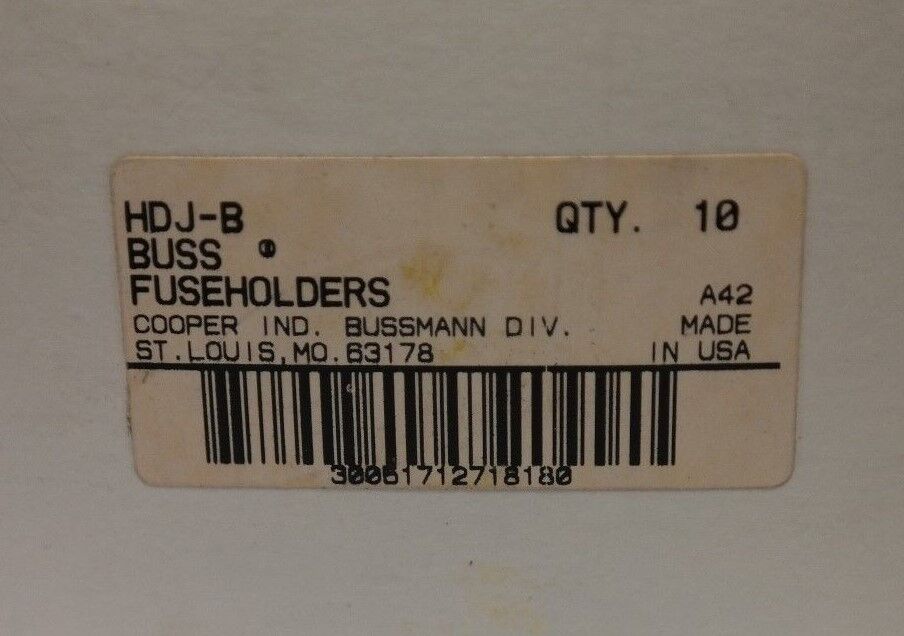 HDJ-B QTY. 10
BUSS ®
FUSEHOLDERS A42
COOPER IND. BUSSMANN DIV. MADE
ST.LOUIS,MO.63178 IN USA
30051712718180